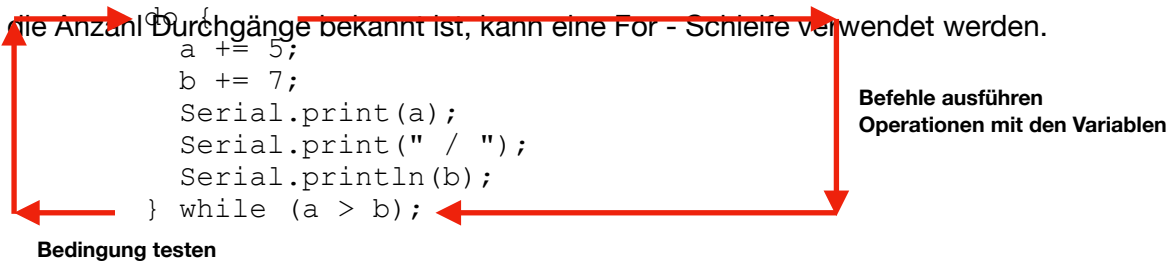 do {
die Anzahl Durchgänge bekannt ist, kann eine For - Schleife verwendet werden.
a += 5;
b += 7;
Serial.print(a);
Serial.print(" / ");
Serial.println(b);
} while (a > b);
Befehle ausführen
Operationen mit den Variablen
Bedingung testen